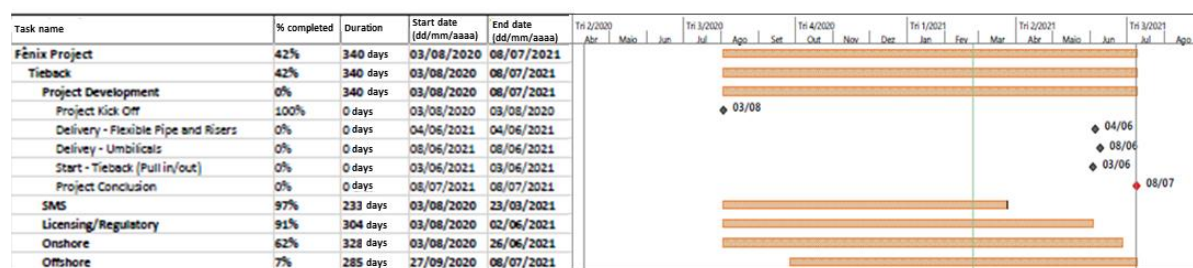 Task name % completed Duration Start date (dd/mm/aaaa) End date (dd/mm/aaaa) Tri 2/2020 Tri 3/2020 Tri 4/2020 Tri 1/2021 Tri 2/2021 Tri 3/2021
Abr Maio Jun Jul Ago Set Out Nov Dez Jan Fev Mar Abr Maio Jun Jul Ago
Fênix Project 42% 340 days 03/08/2020 08/07/2021
Tieback 42% 340 days 03/08/2020 08/07/2021
Project Development 0% 340 days 03/08/2020 08/07/2021
Project Kick Off 100% 0 days 03/08/2020 03/08/2020 03/08
Delivery - Flexible Pipe and Risers 0% 0 days 04/06/2021 04/06/2021 04/06
Delivey - Umbilicals 0% 0 days 08/06/2021 08/06/2021 08/06
Start - Tieback (Pull in/out) 0% 0 days 03/06/2021 03/06/2021 03/06
Project Conclusion 0% 0 days 08/07/2021 08/07/2021 08/07
SMS 97% 233 days 03/08/2020 23/03/2021
Licensing/Regulatory 91% 304 days 03/08/2020 02/06/2021
Onshore 62% 328 days 03/08/2020 26/06/2021
Offshore 7% 285 days 27/09/2020 08/07/2021